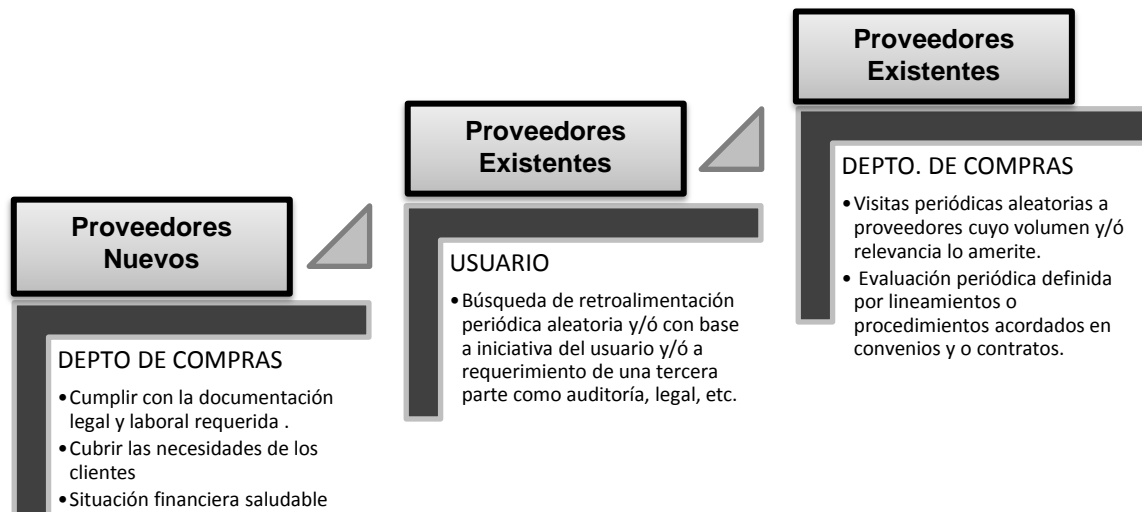 Proveedores
Nuevos
DEPTO DE COMPRAS
•Cumplir con la documentación
legal y laboral requerida .
•Cubrir las necesidades de los
clientes
•Situación financiera saludable
Proveedores
Existentes
USUARIO
•Búsqueda de retroalimentación
periódica aleatoria y/ó con base
a iniciativa del usuario y/ó a
requerimiento de una tercera
parte como auditoría, legal, etc.
Proveedores
Existentes
DEPTO. DE COMPRAS
•Visitas periódicas aleatorias a
proveedores cuyo volumen y/ó
relevancia lo amerite.
• Evaluación periódica definida
por lineamientos o
procedimientos acordados en
convenios y o contratos.